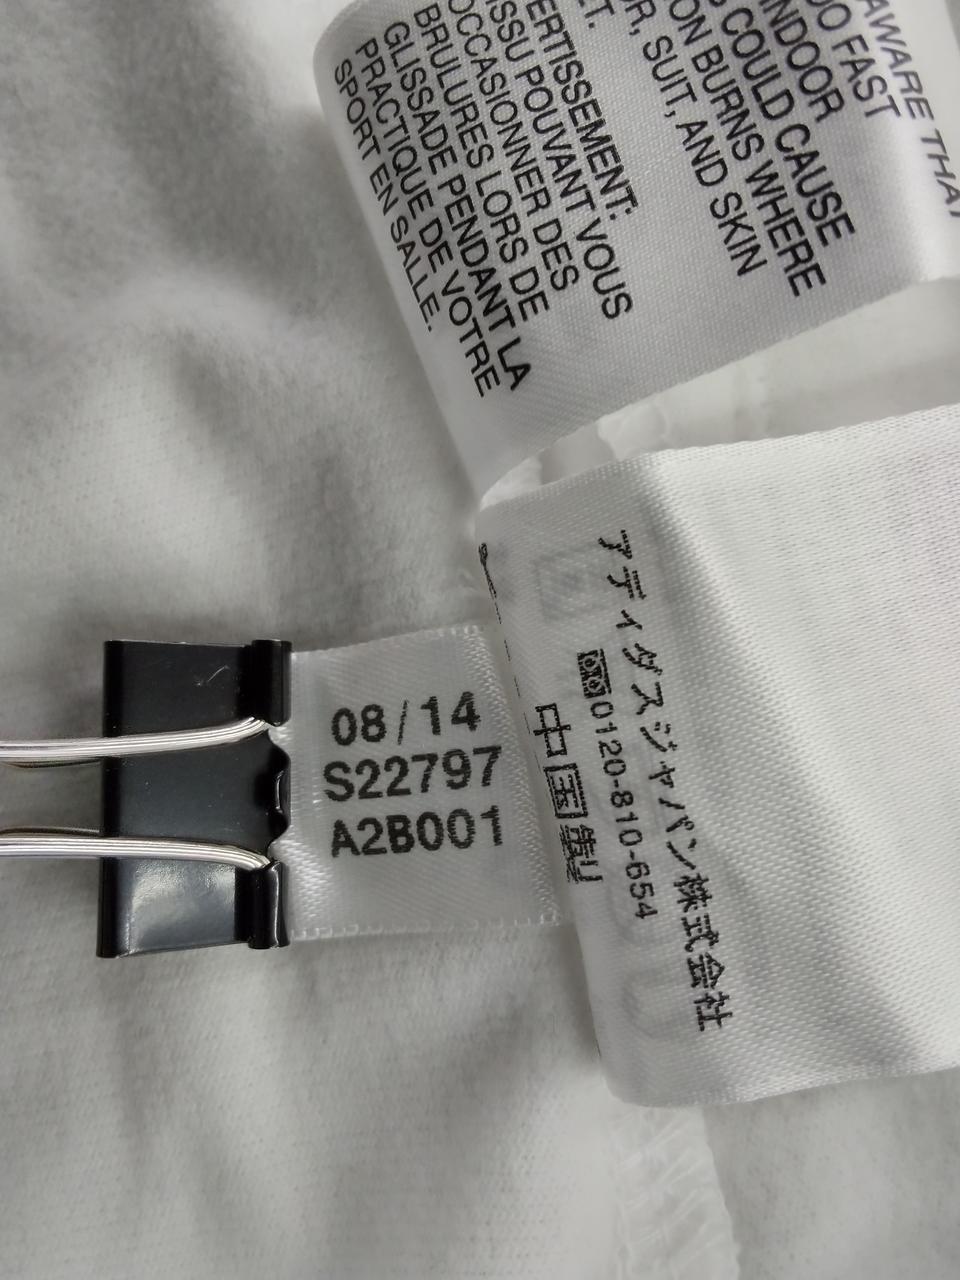 AWARE THAT
OO FAST
INDOOR
COULD CAUSE
ON BURNS WHERE
SUIT, AND SKIN
ERTISSEMENT:
ISSU POUVANT VOUS
OCCASIONNER DES
BRULURES LORS DE
GLISSADE PENDANT LA
PRACTIQUE DE VOTRE
SPORT EN SALLE.
アディダスジャパン株式会社
0120-810-654
中国製
08/14
S22797
A2B001